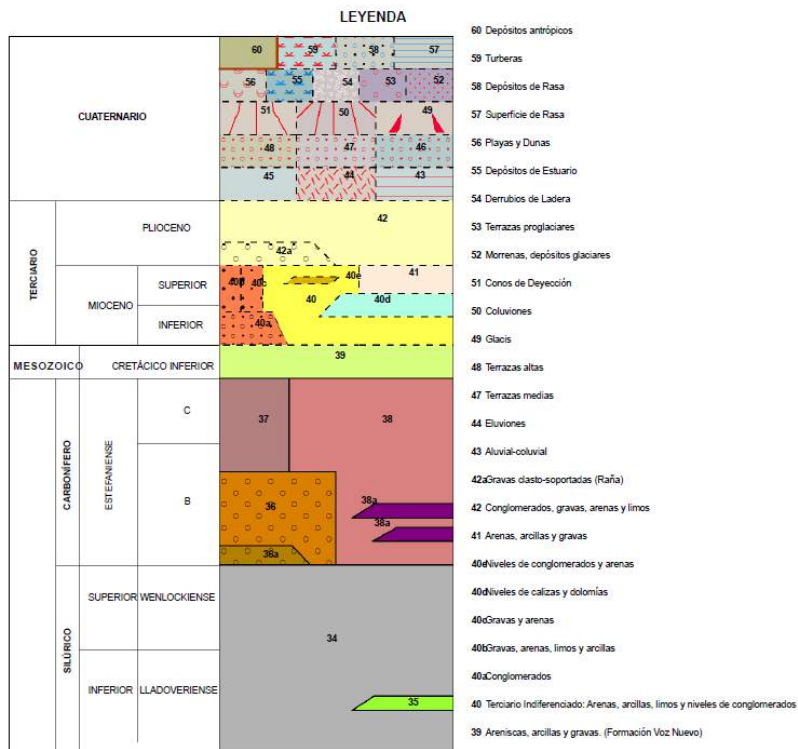 LEYENDA
60 59 58 57
56 55 54 53 52
51 50 49
CUATERNARIO
48 47 46
45 44 43
TERCIARIO
PLIOCENO
42
42a
MIOCENO
SUPERIOR
40b 40c 40 40e 41
40d
INFERIOR
40a
MESOZOICO CRETÁCICO INFERIOR
39
CARBONÍFERO
ESTEFANIENSE
C
37 38
B
36 38a
38a
SILÚRICO
SUPERIOR WENLOCKIENSE
34
INFERIOR LLADOVERIENSE
35
60 Depósitos antrópicos
59 Turberas
58 Depósitos de Rasa
57 Superficie de Rasa
56 Playas y Dunas
55 Depósitos de Estuario
54 Derrubios de Ladera
53 Terrazas proglaciares
52 Morrenas, depósitos glaciares
51 Conos de Deyección
50 Coluviones
49 Glacis
48 Terrazas altas
47 Terrazas medias
44 Eluviones
43 Aluvial-coluvial
42a Gravas clasto-soportadas (Raña)
42 Conglomerados, gravas, arenas y limos
41 Arenas, arcillas y gravas
40e Niveles de conglomerados y arenas
40d Niveles de calizas y dolomías
40c Gravas y arenas
40b Gravas, arenas, limos y arcillas
40a Conglomerados
40 Terciario Indiferenciado: Arenas, arcillas, limos y niveles de conglomerados
39 Areniscas, arcillas y gravas. (Formación Voz Nuevo)